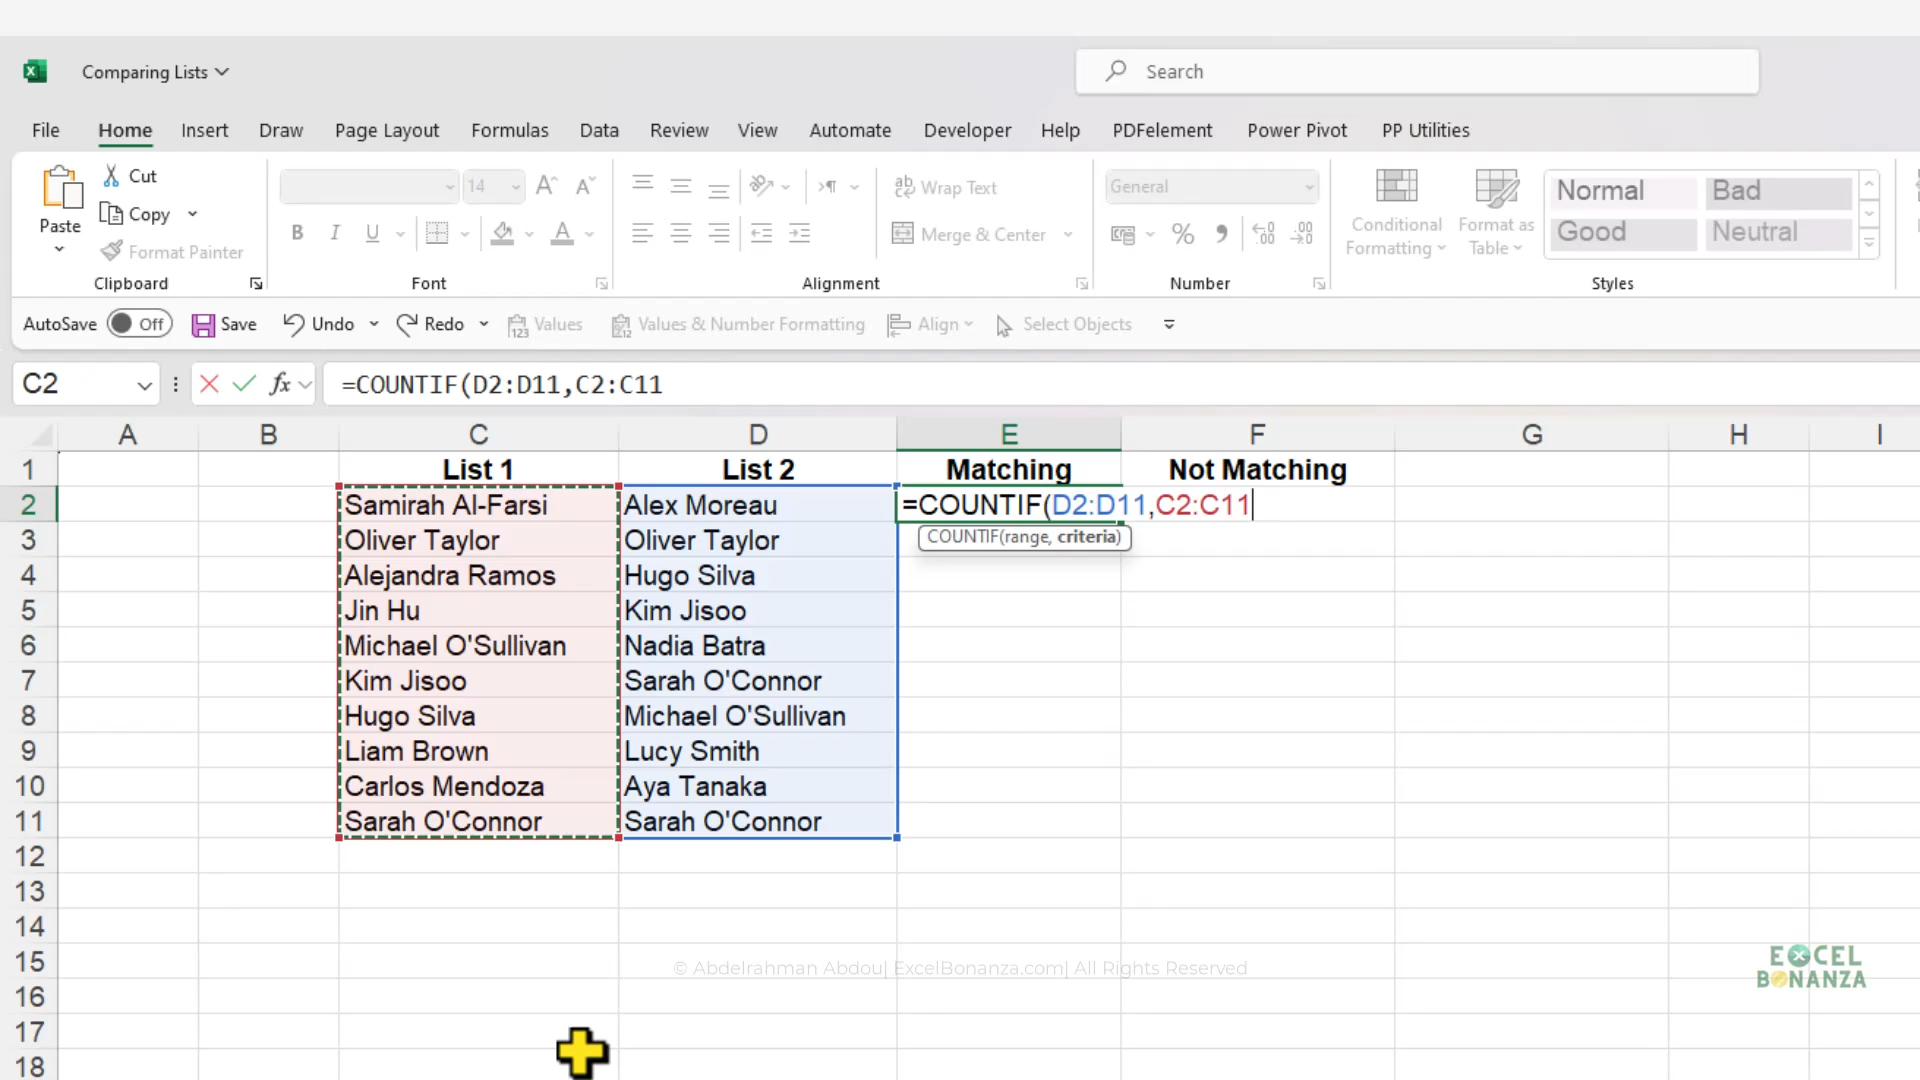 Comparing Lists
Search
File Home Insert Draw Page Layout Formulas Data Review View Automate Developer Help PDFelement Power Pivot PP Utilities
Paste
Cut
Copy
Format Painter
Clipboard
14
B I U
Font
Wrap Text
Merge & Center
Alignment
General
Number
Conditional Formatting
Format as Table
Normal Bad
Good Neutral
Styles
AutoSave Off Save Undo Redo Values Values & Number Formatting Align Select Objects
C2 fx =COUNTIF(D2:D11,C2:C11
A B C D E F G H I
1 List 1 List 2 Matching Not Matching
2 Samirah Al-Farsi Alex Moreau =COUNTIF(D2:D11,C2:C11
COUNTIF(range, criteria)
3 Oliver Taylor Oliver Taylor
4 Alejandra Ramos Hugo Silva
5 Jin Hu Kim Jisoo
6 Michael O'Sullivan Nadia Batra
7 Kim Jisoo Sarah O'Connor
8 Hugo Silva Michael O'Sullivan
9 Liam Brown Lucy Smith
10 Carlos Mendoza Aya Tanaka
11 Sarah O'Connor Sarah O'Connor
12
13
14
15
16
17
18
© Abdelrahman Abdou| ExcelBonanza.com| All Rights Reserved
EXCEL
BONANZA